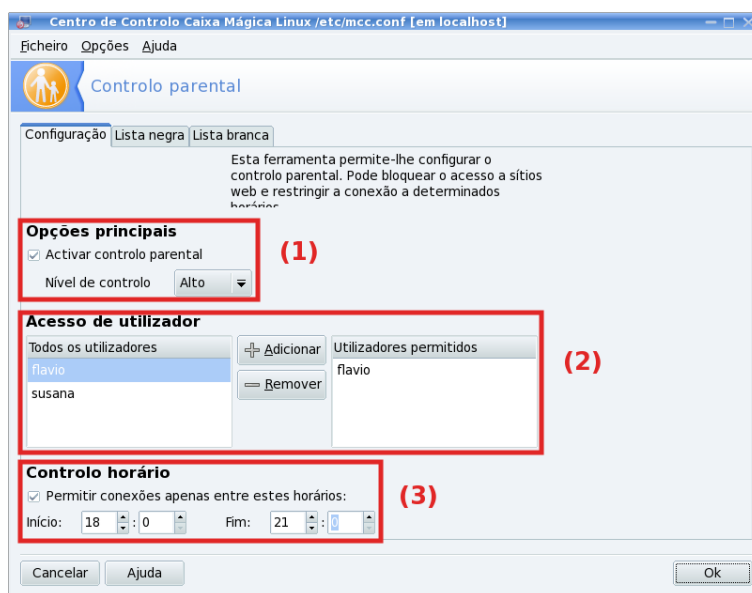 Centro de Controlo Caixa Mágica Linux /etc/mcc.conf [em localhost]
Ficheiro Opções Ajuda
Controlo parental
Configuração Lista negra Lista branca
Esta ferramenta permite-lhe configurar o
controlo parental. Pode bloquear o acesso a sítios
web e restringir a conexão a determinados
horários
Opções principais
Activar controlo parental
(1)
Nível de controlo Alto
Acesso de utilizador
Todos os utilizadores Adicionar Utilizadores permitidos
flavio flavio
(2)
susana Remover
Controlo horário
Permitir conexões apenas entre estes horários:
(3)
Início: 18 : 0 Fim: 21 : 0
Cancelar Ajuda Ok